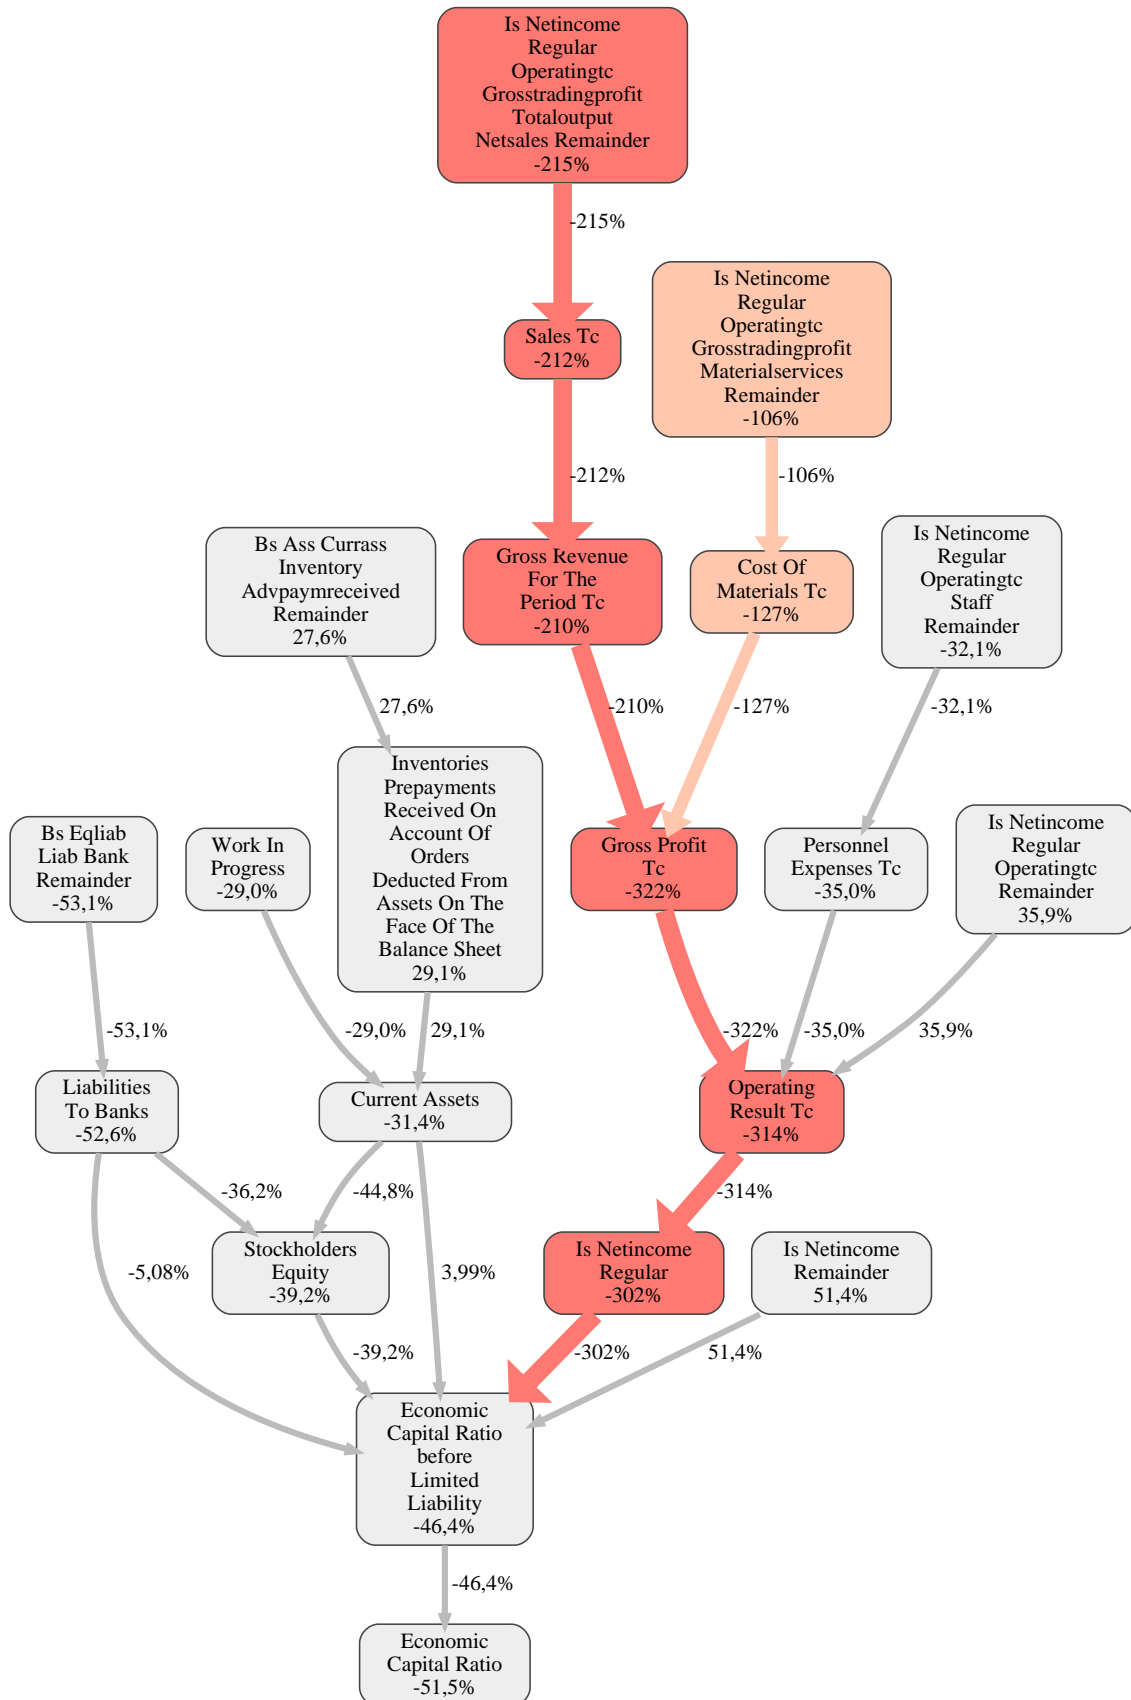 Is Netincome
Regular
Operatingtc
Grosstradingprofit
Totaloutput
Netsales Remainder
-215%
-215%
Sales Tc
-212%
Is Netincome
Regular
Operatingtc
Grosstradingprofit
Materialservices
Remainder
-106%
-212%
-106%
Bs Ass Currass
Inventory
Advpaymreceived
Remainder
27,6%
Gross Revenue
For The
Period Tc
-210%
Cost Of
Materials Tc
-127%
Is Netincome
Regular
Operatingtc
Staff
Remainder
-32,1%
27,6%
-210%
-127%
-32,1%
Bs Eqliab
Liab Bank
Remainder
-53,1%
Work In
Progress
-29,0%
Inventories
Prepayments
Received On
Account Of
Orders
Deducted From
Assets On The
Face Of The
Balance Sheet
29,1%
Gross Profit
Tc
-322%
Personnel
Expenses Tc
-35,0%
Is Netincome
Regular
Operatingtc
Remainder
35,9%
-53,1%
-29,0%
29,1%
-322%
-35,0%
35,9%
Liabilities
To Banks
-52,6%
Current Assets
-31,4%
Operating
Result Tc
-314%
-36,2%
-44,8%
-314%
Stockholders
Equity
-39,2%
Is Netincome
Regular
-302%
Is Netincome
Remainder
51,4%
-5,08%
3,99%
-39,2%
-302%
51,4%
Economic
Capital Ratio
before
Limited
Liability
-46,4%
-46,4%
Economic
Capital Ratio
-51,5%